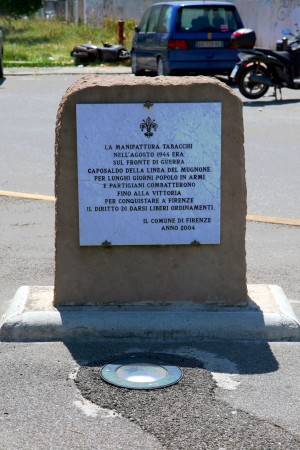 LA MANIFATTURA TABACCHI
NELL'AGOSTO 1944 ERA
SUL FRONTE DI GUERRA
CAPOSALDO DELLA LINEA DEL MUGNONE.
PER LUNGHI GIORNI POPOLO IN ARMI
E PARTIGIANI COMBATTERONO
FINO ALLA VITTORIA
PER CONQUISTARE A FIRENZE
IL DIRITTO DI DARSI LIBERI ORDINAMENTI.
IL COMUNE DI FIRENZE
ANNO 2004